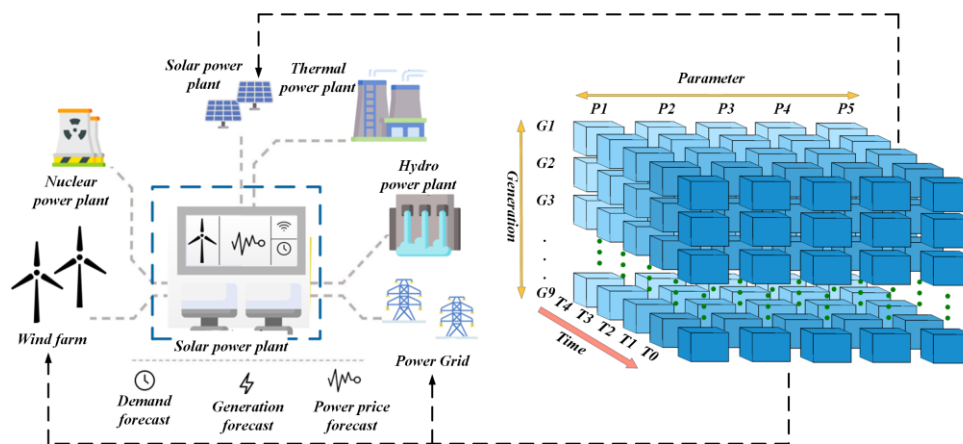 Solar power
plant
Thermal
power plant
Nuclear
power plant
Hydro
power plant
Wind farm
Solar power plant
Power Grid
Demand
forecast
Generation
forecast
Power price
forecast
Parameter
P1 P2 P3 P4 P5
Generation
G1
G2
G3
.
.
.
G9
T4 T3 T2 T1 T0
Time